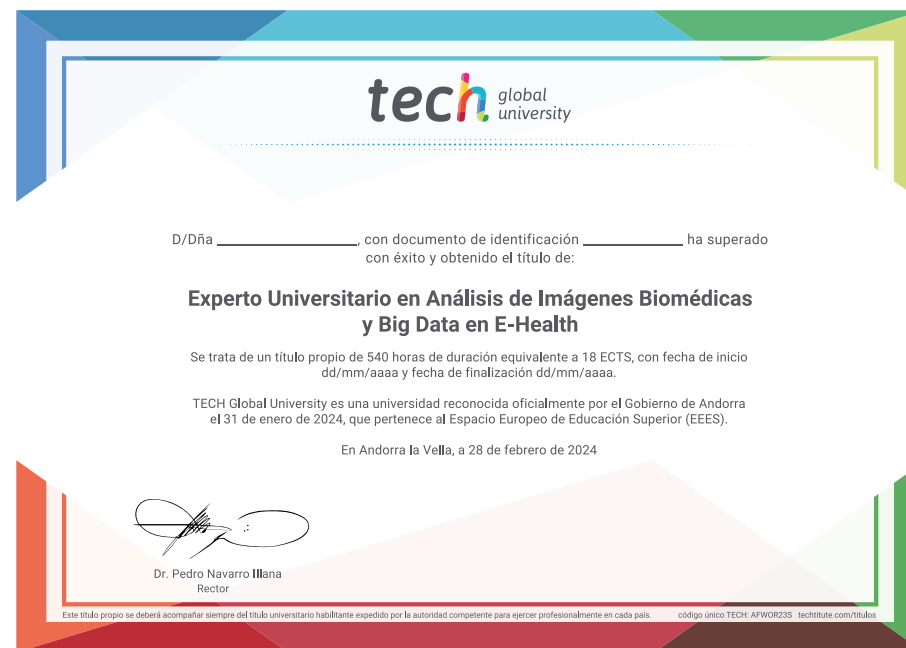 tech global university
D/Dña ____________________, con documento de identificación ______________ ha superado
con éxito y obtenido el título de:
Experto Universitario en Análisis de Imágenes Biomédicas
y Big Data en E-Health
Se trata de un título propio de 540 horas de duración equivalente a 18 ECTS, con fecha de inicio
dd/mm/aaaa y fecha de finalización dd/mm/aaaa.
TECH Global University es una universidad reconocida oficialmente por el Gobierno de Andorra
el 31 de enero de 2024, que pertenece al Espacio Europeo de Educación Superior (EEES).
En Andorra la Vella, a 28 de febrero de 2024
Dr. Pedro Navarro Illana
Rector
Este título propio se deberá acompañar siempre del título universitario habilitante expedido por la autoridad competente para ejercer profesionalmente en cada país. código único TECH: AFWOR23S techtitute.com/titulos